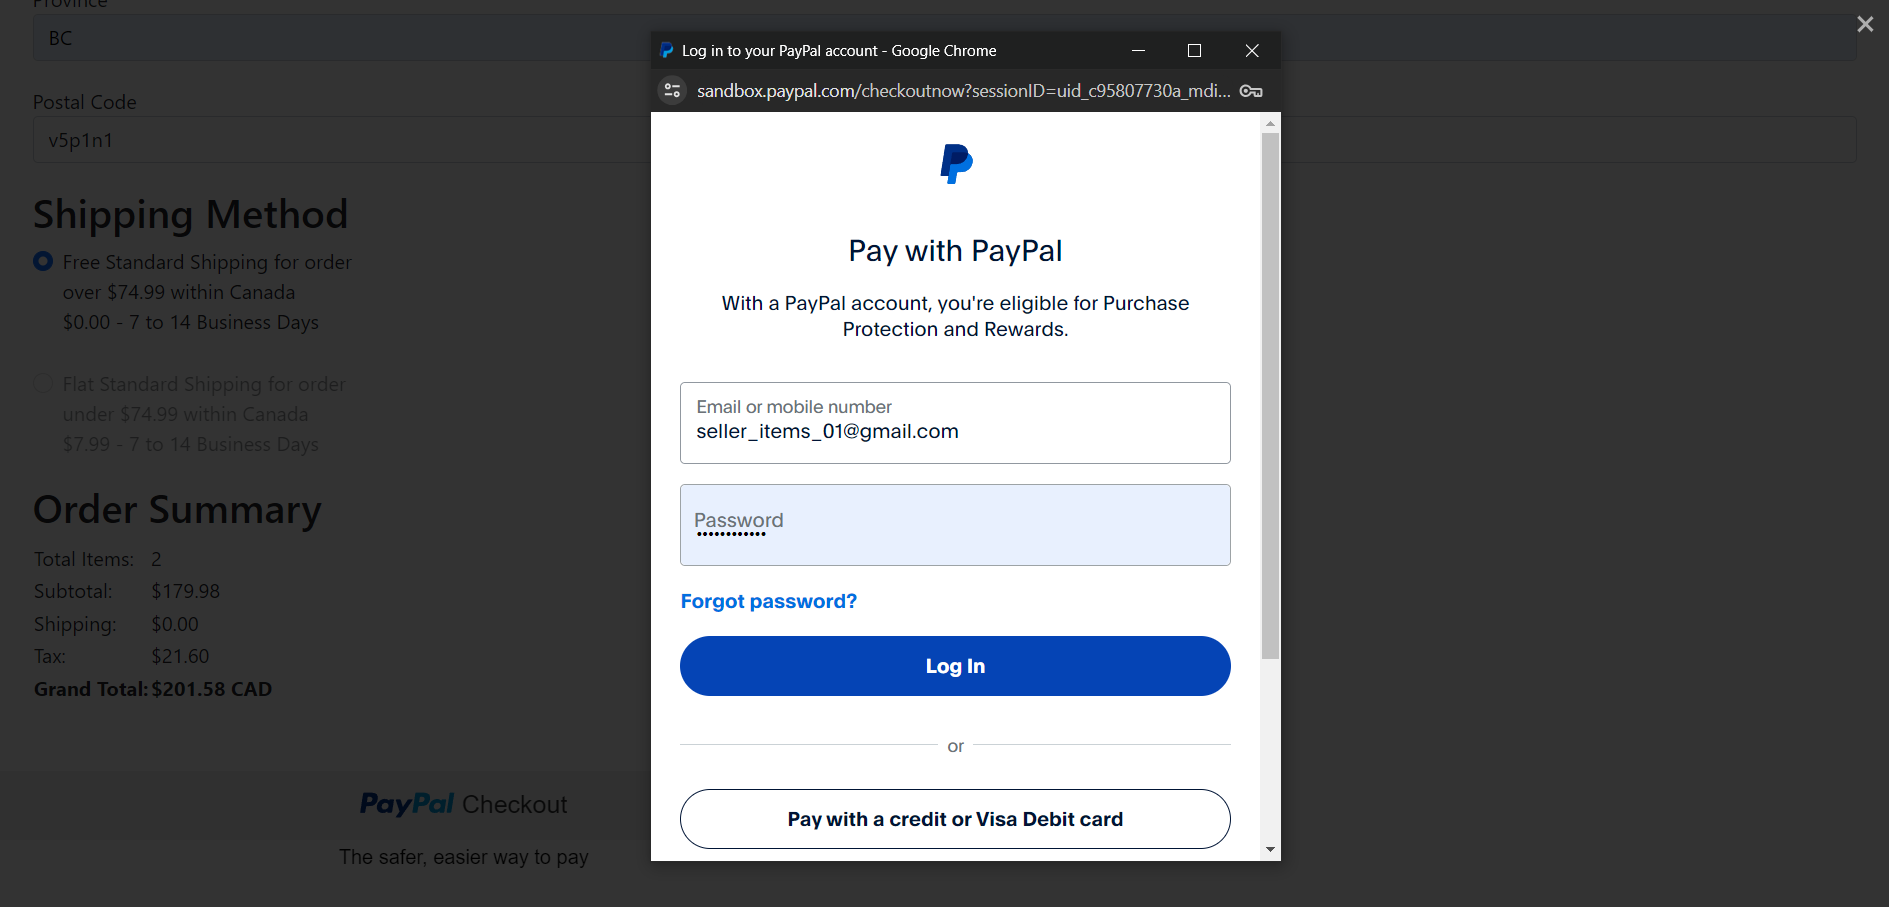 Province
BC
Postal Code
v5p1n1
Shipping Method
Free Standard Shipping for order
over $74.99 within Canada
$0.00 - 7 to 14 Business Days
Flat Standard Shipping for order
under $74.99 within Canada
$7.99 - 7 to 14 Business Days
Order Summary
Total Items: 2
Subtotal: $179.98
Shipping: $0.00
Tax: $21.60
Grand Total: $201.58 CAD
PayPal Checkout
The safer, easier way to pay
Log in to your PayPal account - Google Chrome
sandbox.paypal.com/checkoutnow?sessionID=uid_c95807730a_mdi...
Pay with PayPal
With a PayPal account, you're eligible for Purchase
Protection and Rewards.
Email or mobile number
seller_items_01@gmail.com
Password
••••••••••••
Forgot password?
Log In
or
Pay with a credit or Visa Debit card